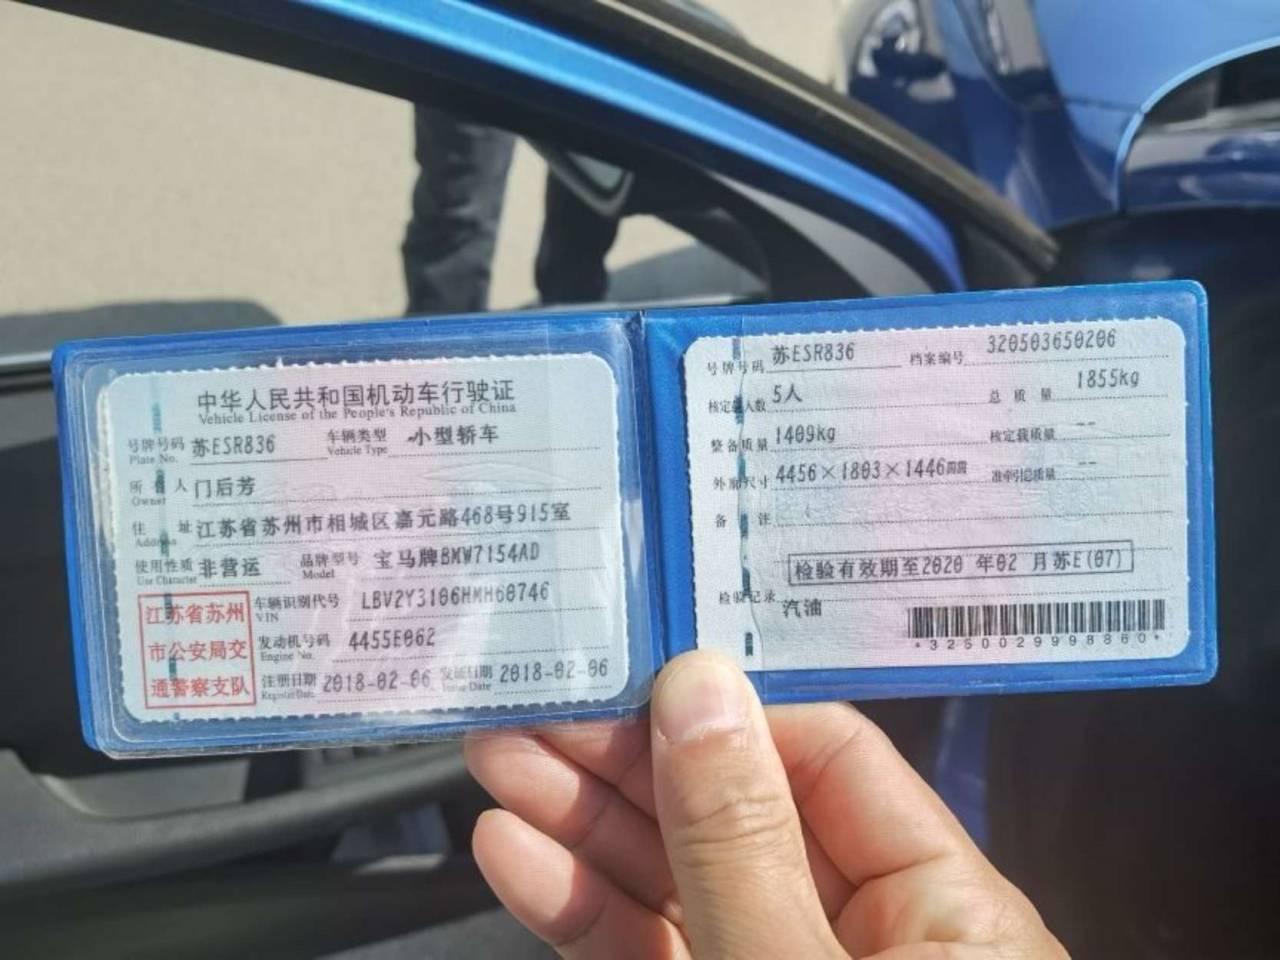 中华人民共和国机动车行驶证
Vehicle License of the People's Republic of China
号牌号码 苏ESR836 车辆类型 小型轿车
Plate No. Vehicle Type
所有人 门后芳
Owner
住址 江苏省苏州市相城区嘉元路468号915室
Address
使用性质 非营运 品牌型号 宝马牌BMW7154AD
Use Character Model
江苏省苏州
市公安局交
通警察支队
车辆识别代号 LBV2Y3106HMH60746
VIN
发动机号码 4455E062
Engine No.
注册日期 2018-02-06 发证日期 2018-02-06
Register Date Issue Date
号牌号码 苏ESR836 档案编号 320503650206
核定载人数 5人 总质量 1855kg
整备质量 1409kg 核定载质量 --
外廓尺寸 4456×1803×1446mm 准牵引总质量 --
备注
检验有效期至2020 年02 月苏E(07)
检验记录
汽油
*3250029998860*